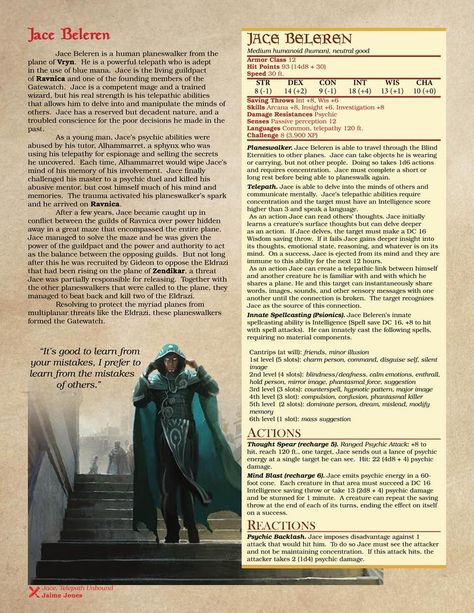 Jace Beleren
Jace Beleren is a human planeswalker from the
plane of Vryn. He is a powerful telepath who is adept
in the use of blue mana. Jace is the living guildpact
of Ravnica and one of the founding members of the
Gatewatch. Jace is a competent mage and a trained
wizard, but his real strength is his telepathic abilities
that allows him to delve into and manipulate the minds of
others. Jace has a reserved but decadent nature, and a
troubled conscience for the poor decisions he made in the
past.
As a young man, Jace's psychic abilities were
abused by his tutor, Alhammarret, a sphynx who was
using his telepathy for espionage and selling the secrets
he uncovered. Each time, Alhammarret would wipe Jace's
mind of his memory of his involvement. Jace finally
challenged his master to a psychic duel and killed his
abusive mentor, but cost himself much of his mind and
memories. The trauma activated his planeswalker's spark
and he arrived on Ravnica.
After a few years, Jace became caught up in
conflict between the guilds of Ravnica over power hidden
away in a great maze that encompassed the entire plane.
Jace managed to solve the maze and he was given the
power of the guildpact and the power and authority to act
as the balance between the opposing guilds. But not long
after this he was recruited by Gideon to oppose the Eldrazi
that had been rising on the plane of Zendikar, a threat
Jace was partially responsible for releasing. Together with
the other planeswalkers that were called to the plane, they
managed to beat back and kill two of the Eldrazi.
Resolving to protect the myriad planes from
multiplanar threats like the Eldrazi, these planeswalkers
formed the Gatewatch.
"It's good to learn from
your mistakes, I prefer to
learn from the mistakes
of others."
Jace, Telepath Unbound
Jaime Jones
JACE BELEREN
Medium humanoid (human), neutral good
Armor Class 12
Hit Points 93 (14d8 + 30)
Speed 30 ft.
STR DEX CON INT WIS CHA
8 (-1) 14 (+2) 9 (-1) 18 (+4) 13 (+1) 10 (+0)
Saving Throws Int +8, Wis +6
Skills Arcana +8, Insight +6, Investigation +8
Damage Resistances Psychic
Senses Passive perception 12
Languages Common, telepathy 120 ft.
Challenge 8 (3,900 XP)
Planeswalker. Jace Beleren is able to travel through the Blind
Eternities to other planes. Jace can take objects he is wearing
or carrying, but not other people. Doing so takes 1d6 actions
and requires concentration. Jace must complete a short or
long rest before being able to planeswalk again.
Telepath. Jace is able to delve into the minds of others and
communicate mentally. Jace's telepathic abilities require
concentration and the target must have an Intelligence score
higher than 3 and speak a language.
As an action Jace can read others' thoughts. Jace initially
learns a creature's surface thoughts but can delve deeper
as an action. If Jace delves, the target must make a DC 16
Wisdom saving throw. If it fails Jace gains deeper insight into
its thoughts, emotional state, reasoning, and whatever is on its
mind. On a success, Jace is ejected from its mind and they are
immune to this ability for the next 12 hours.
As an action Jace can create a telepathic link between himself
and another creature he is familiar with and with which he
shares a plane. He and this target can instantaneously share
words, images, sounds, and other sensory messages with one
another until the connection is broken. The target recognizes
Jace as the source of this connection.
Innate Spellcasting (Psionics). Jace Beleren's innate
spellcasting ability is Intelligence (Spell save DC 16, +8 to hit
with spell attacks). He can innately cast the following spells,
requiring no material components.
Cantrips (at will): friends, minor illusion
1st level (5 slots): charm person, command, disguise self, silent
image
2nd level (4 slots): blindness/deafness, calm emotions, enthrall,
hold person, mirror image, phantasmal force, suggestion
3rd level (3 slots): counterspell, hypnotic pattern, major image
4th level (3 slot): compulsion, confusion, phantasmal killer
5th level (2 slots): dominate person, dream, mislead, modify
memory
6th level (1 slot): mass suggestion
ACTIONS
Thought Spear (recharge 5). Ranged Psychic Attack: +8 to
hit, reach 120 ft., one target, Jace sends out a lance of psychic
energy at a single target he can see. Hit: 22 (4d8 + 4) psychic
damage.
Mind Blast (recharge 6). Jace emits psychic energy in a 60-
foot cone. Each creature in that area must succeed a DC 16
Intelligence saving throw or take 13 (2d8 + 4) psychic damage
and be stunned for 1 minute. A creature can repeat the saving
throw at the end of each of its turns, ending the effect on itself
on a success.
REACTIONS
Psychic Backlash. Jace imposes disadvantage against 1
attack that would hit him. To do so Jace must see the attacker
and not be maintaining concentration. If this attack hits, the
attacker takes 2 (1d4) psychic damage.